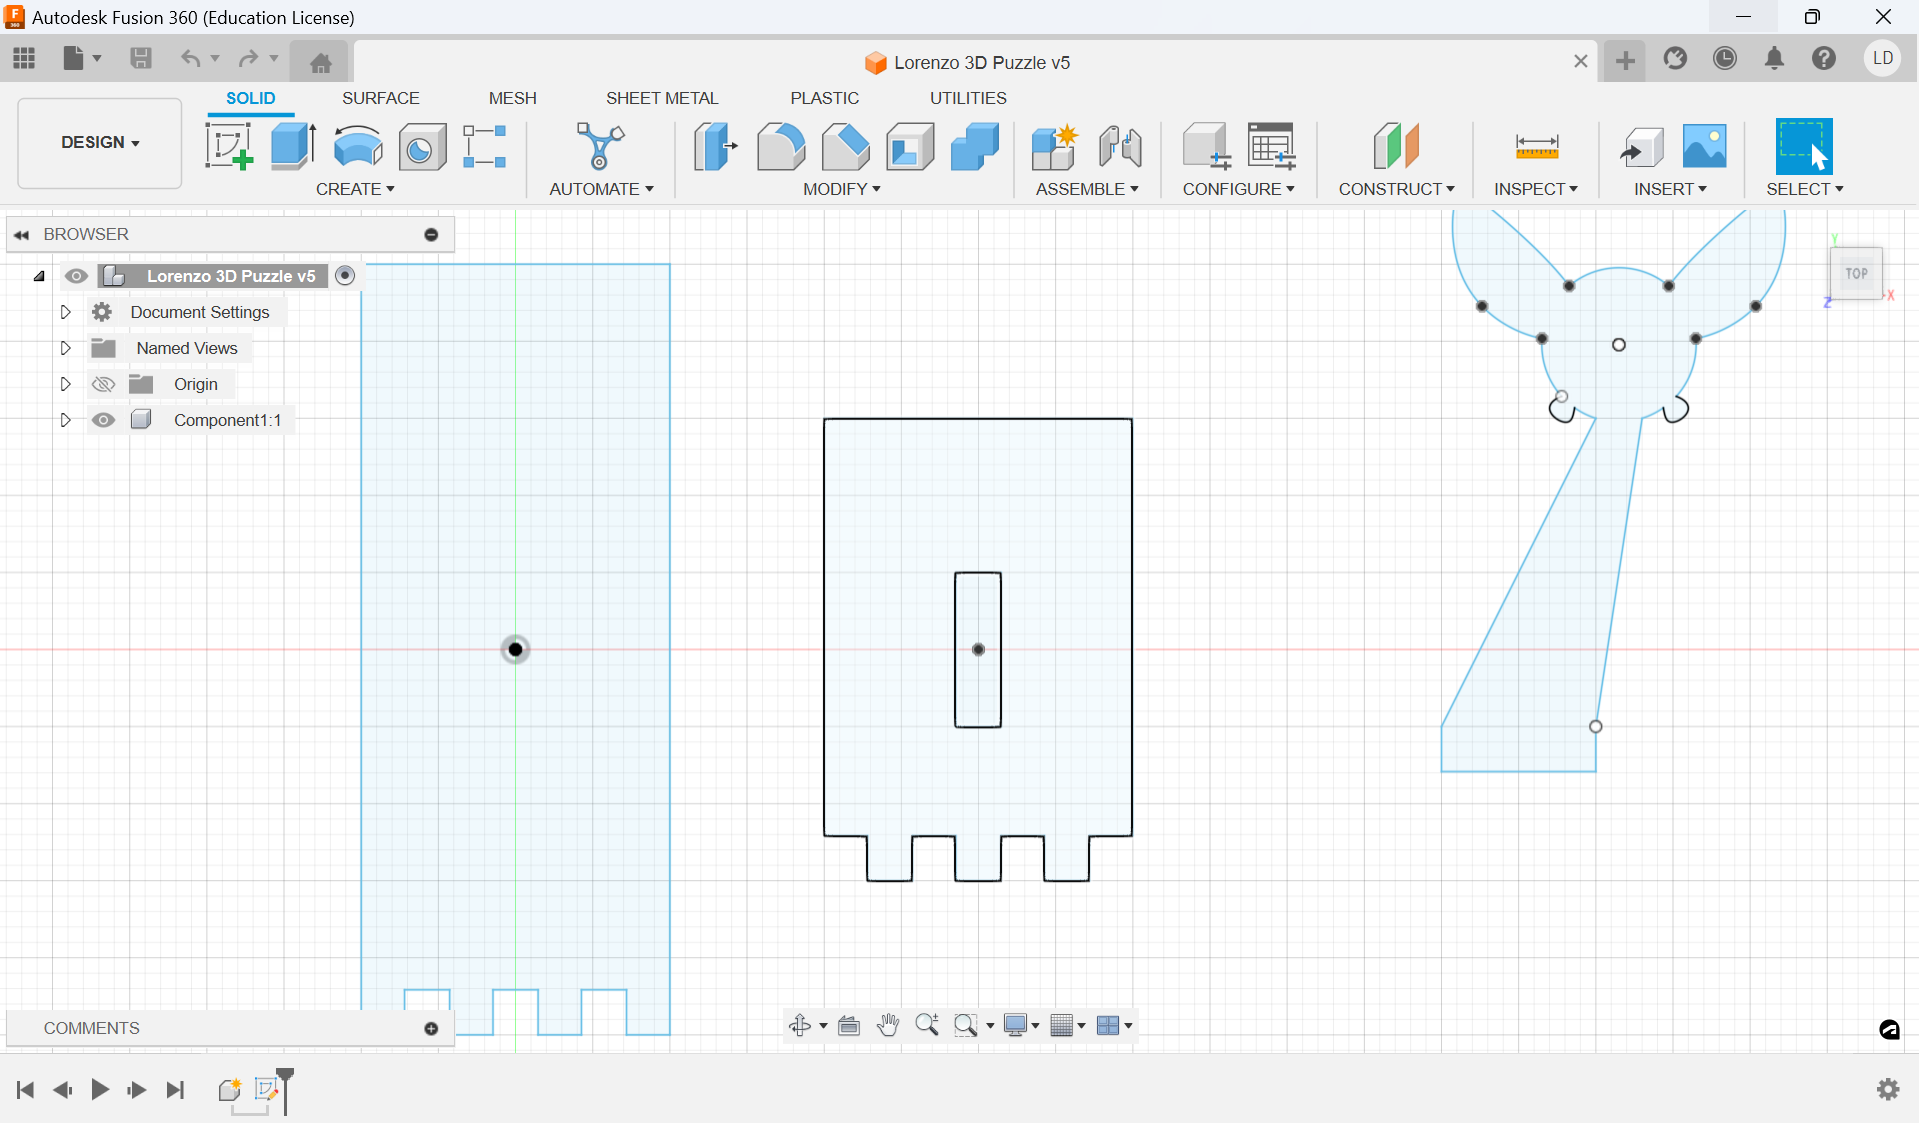 Autodesk Fusion 360 (Education License)
Lorenzo 3D Puzzle v5
LD
SOLID SURFACE MESH SHEET METAL PLASTIC UTILITIES
DESIGN
CREATE AUTOMATE MODIFY ASSEMBLE CONFIGURE CONSTRUCT INSPECT INSERT SELECT
BROWSER
Lorenzo 3D Puzzle v5
Document Settings
Named Views
Origin
Component1:1
Y
TOP
Z X
COMMENTS